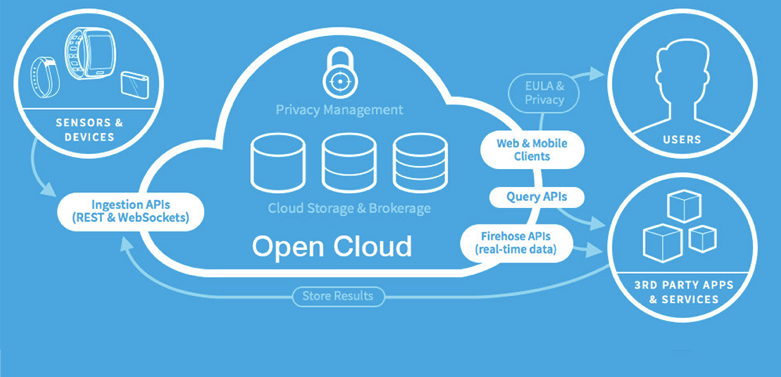 SENSORS &
DEVICES
Ingestion APIs
(REST & WebSockets)
Privacy Management
Cloud Storage & Brokerage
Open Cloud
EULA &
Privacy
Web & Mobile
Clients
Query APIs
Firehose APIs
(real-time data)
USERS
3RD PARTY APPS
& SERVICES
Store Results